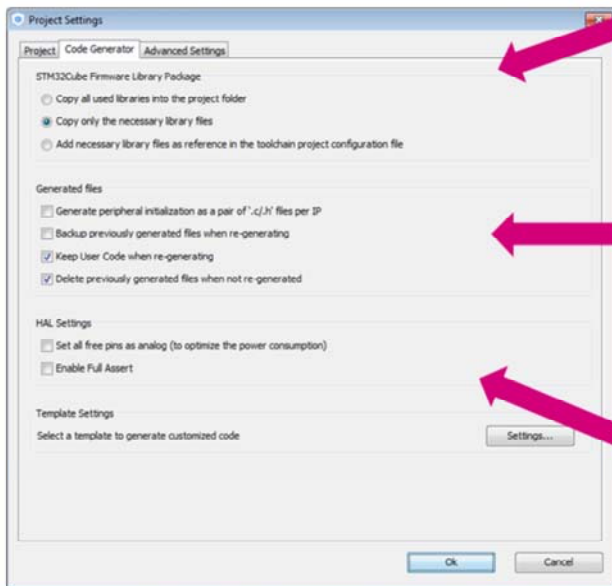 Project Settings
Project Code Generator Advanced Settings
STM32Cube Firmware Library Package
Copy all used libraries into the project folder
Copy only the necessary library files
Add necessary library files as reference in the toolchain project configuration file
Generated files
Generate peripheral initialization as a pair of '.c/.h' files per IP
Backup previously generated files when re-generating
Keep User Code when re-generating
Delete previously generated files when not re-generated
HAL Settings
Set all free pins as analog (to optimize the power consumption)
Enable Full Assert
Template Settings
Select a template to generate customized code Settings...
Ok Cancel